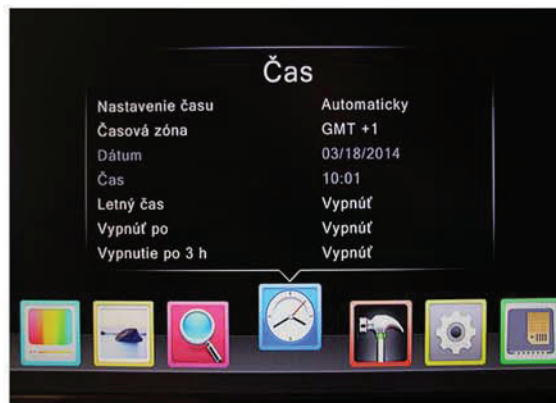 Čas
Nastavenie času Automaticky
Časová zóna GMT +1
Dátum 03/18/2014
Čas 10:01
Letný čas Vypnúť
Vypnúť po Vypnúť
Vypnutie po 3 h Vypnúť